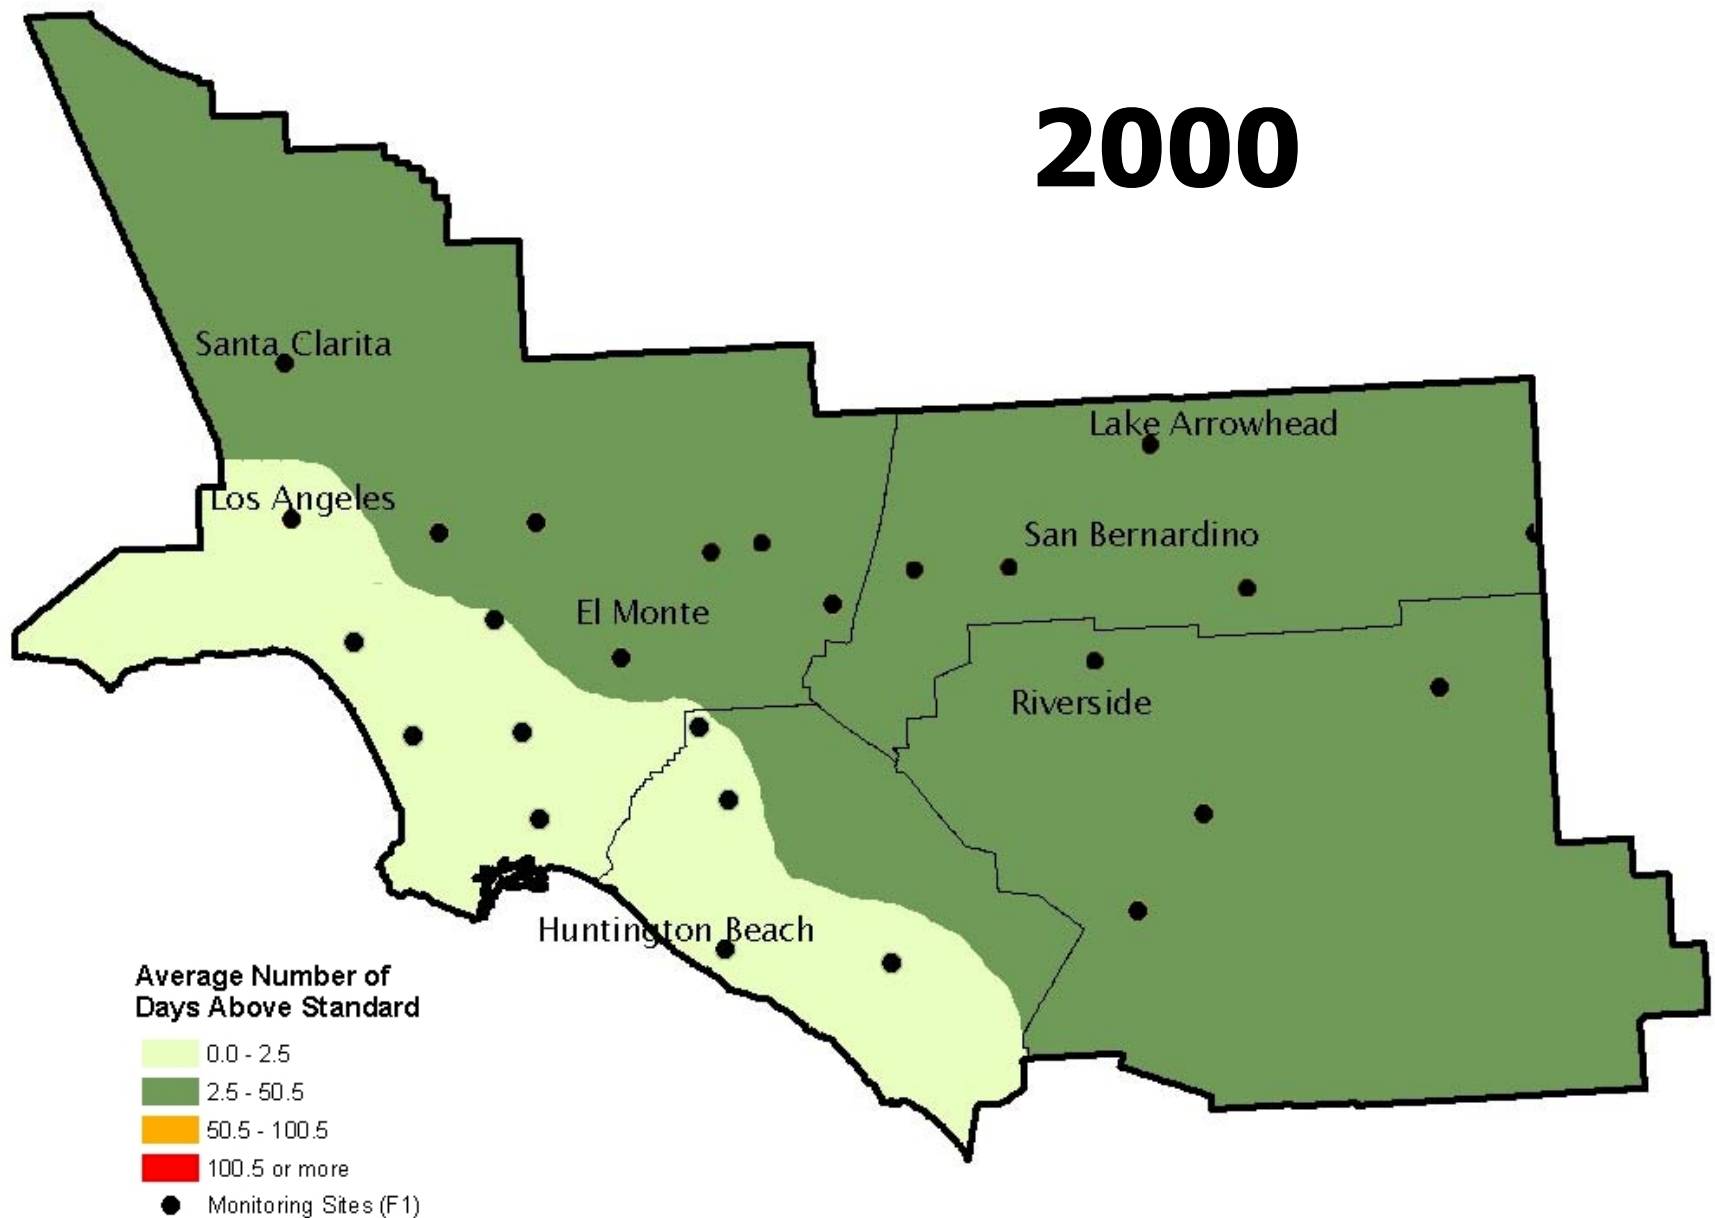 2000
Santa Clarita
Lake Arrowhead
Los Angeles
San Bernardino
El Monte
Riverside
Huntington Beach
Average Number of
Days Above Standard
0.0 - 2.5
2.5 - 50.5
50.5 - 100.5
100.5 or more
Monitoring Sites (F1)